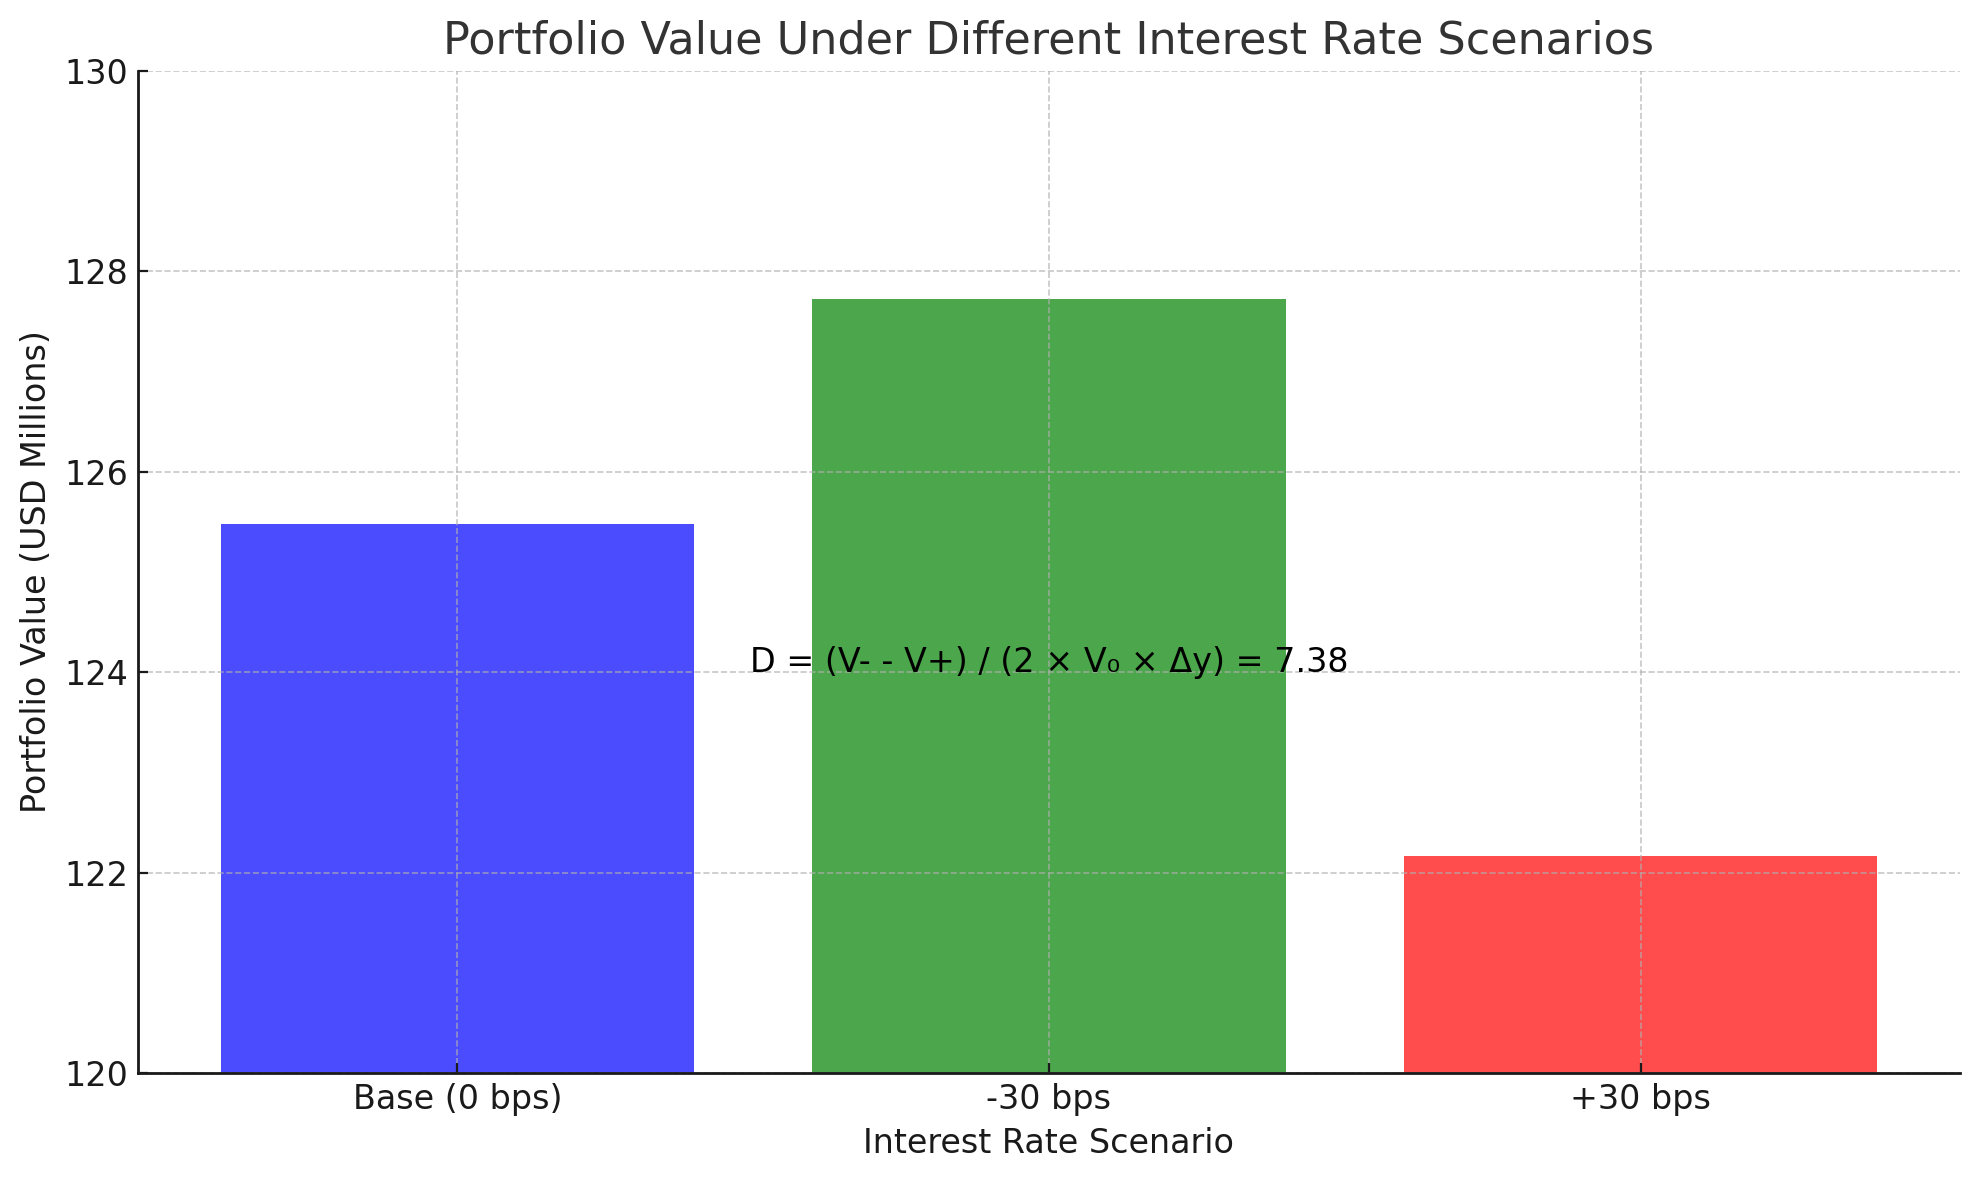 Portfolio Value Under Different Interest Rate Scenarios
Portfolio Value (USD Millions)
130
128
126
124
122
120
D = (V- - V+) / (2 × V₀ × Δy) = 7.38
Base (0 bps)
-30 bps
+30 bps
Interest Rate Scenario